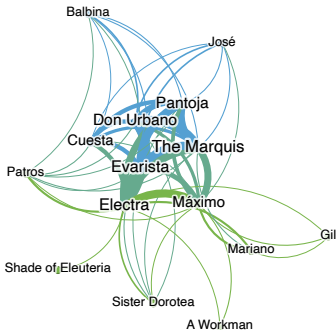 Balbina
José
Pantoja
Don Urbano
Cuesta
The Marquis
Evarista
Patros
Electra
Máximo
Gil
Mariano
Shade of Eleuteria
Sister Dorotea
A Workman